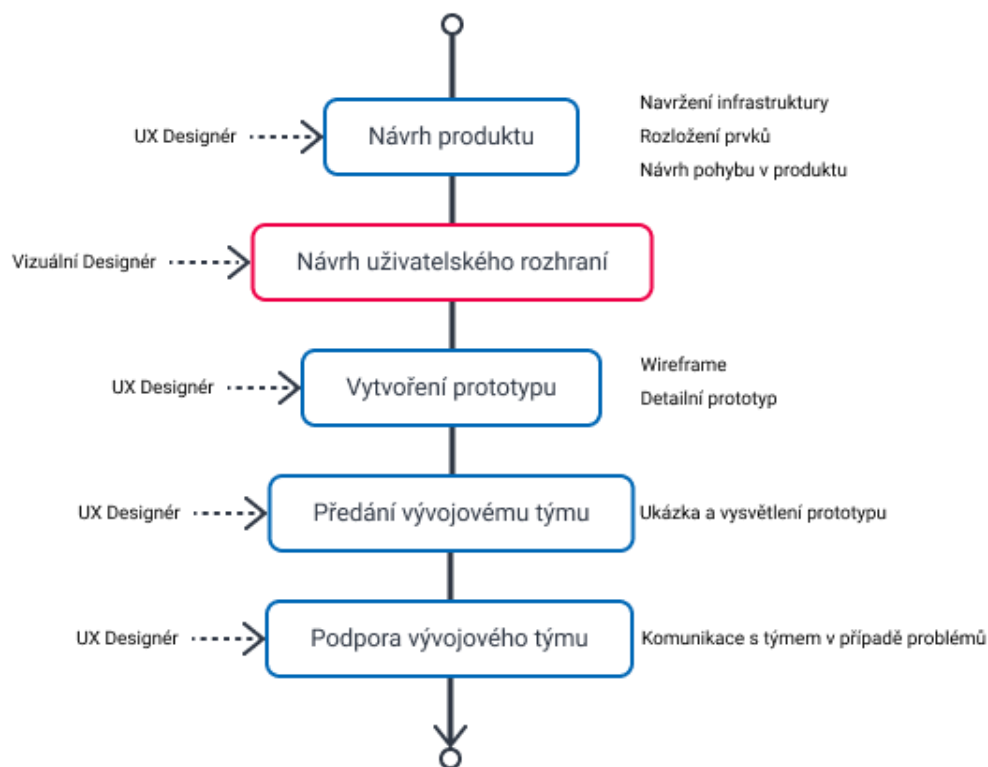 UX Designér
Návrh produktu
Navržení infrastruktury
Rozložení prvků
Návrh pohybu v produktu
Vizuální Designér
Návrh uživatelského rozhraní
UX Designér
Vytvoření prototypu
Wireframe
Detailní prototyp
UX Designér
Předání vývojovému týmu
Ukázka a vysvětlení prototypu
UX Designér
Podpora vývojového týmu
Komunikace s týmem v případě problémů